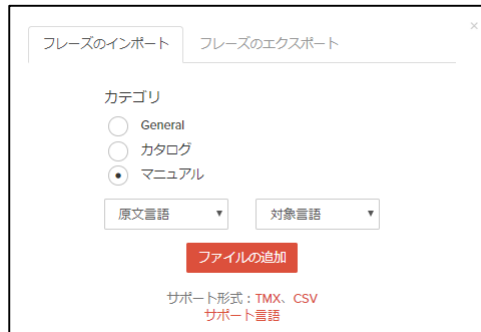 ×
フレーズのインポート フレーズのエクスポート
カテゴリ
General
カタログ
マニュアル
原文言語 ▼ 対象言語 ▼
ファイルの追加
サポート形式：TMX、CSV
サポート言語